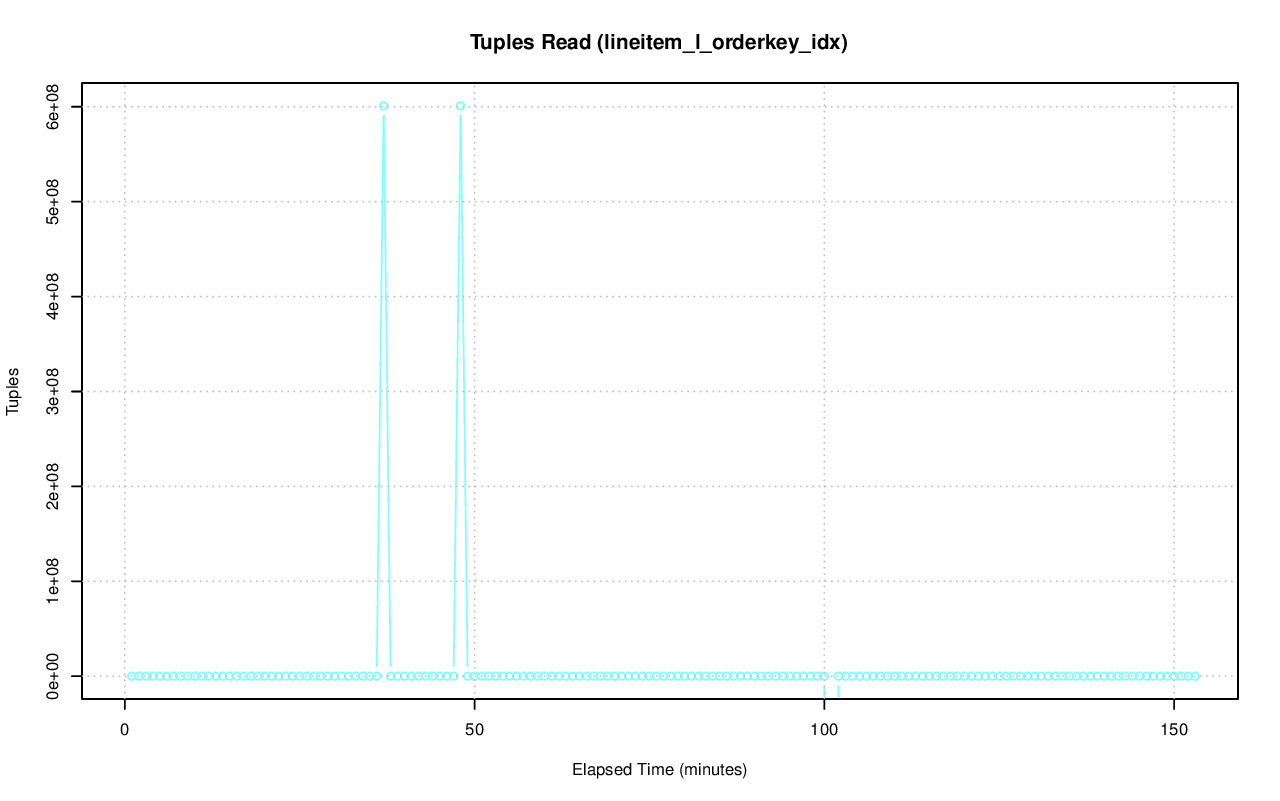 Tuples Read (lineitem_l_orderkey_idx)
6e+08
5e+08
4e+08
3e+08
2e+08
1e+08
0e+00
Tuples
0 50 100 150
Elapsed Time (minutes)